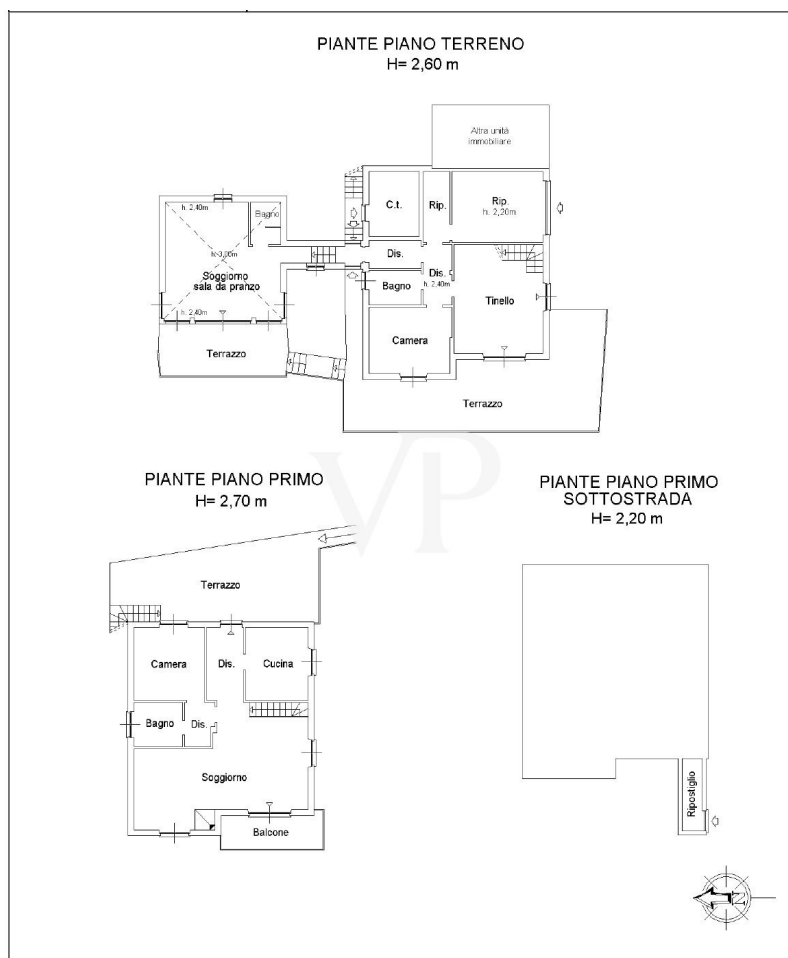 PIANTE PIANO TERRENO
H= 2,60 m
Altra unità
immobiliare
C.t.
Rip.
Rip.
h. 2,20m
h. 2,40m
Bagno
h. 3,00m
Soggiorno
sala da pranzo
h. 2,40m
Terrazzo
Dis.
Dis.
h. 2,40m
Bagno
Tinello
Camera
Terrazzo
VP
PIANTE PIANO PRIMO
H= 2,70 m
Terrazzo
Camera
Dis.
Cucina
Bagno
Dis.
Soggiorno
Balcone
PIANTE PIANO PRIMO
SOTTOSTRADA
H= 2,20 m
Ripostiglio
N